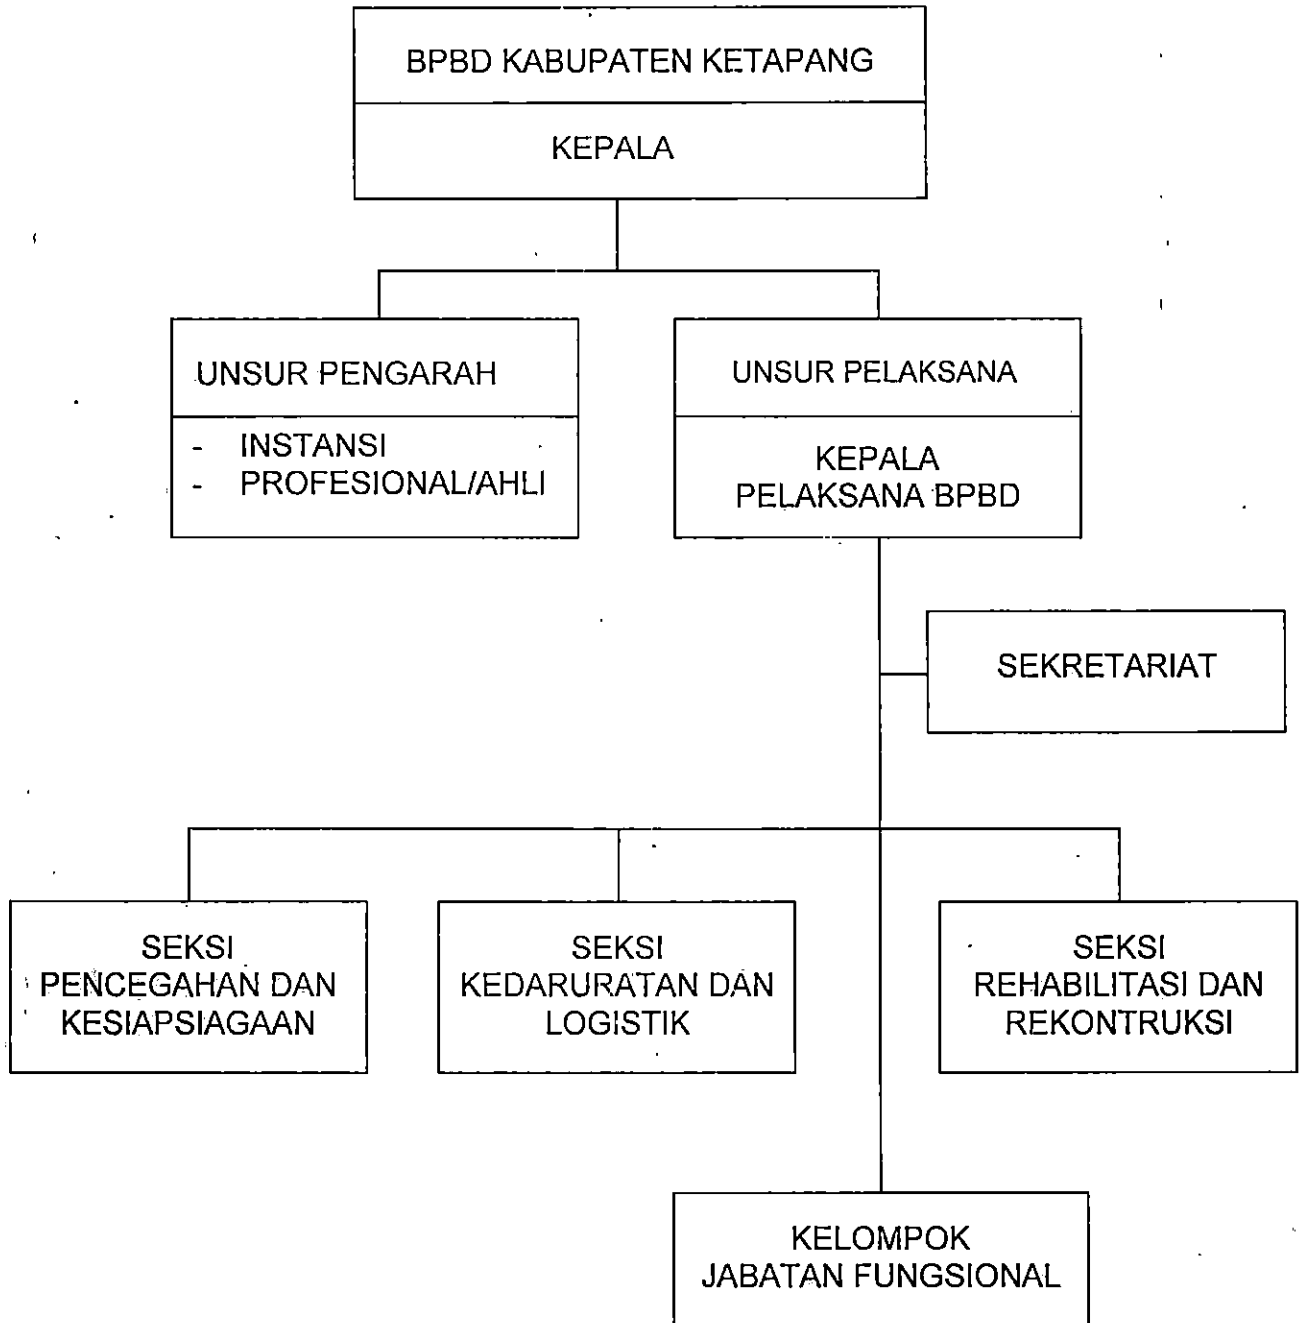 BPBD KABUPATEN KETAPANG
KEPALA
UNSUR PENGARAH
- INSTANSI
- PROFESIONAL/AHLI
UNSUR PELAKSANA
KEPALA
PELAKSANA BPBD
SEKRETARIAT
SEKSI
PENCEGAHAN DAN
KESIAPSIAGAAN
SEKSI
KEDARURATAN DAN
LOGISTIK
SEKSI
REHABILITASI DAN
REKONTRUKSI
KELOMPOK
JABATAN FUNGSIONAL